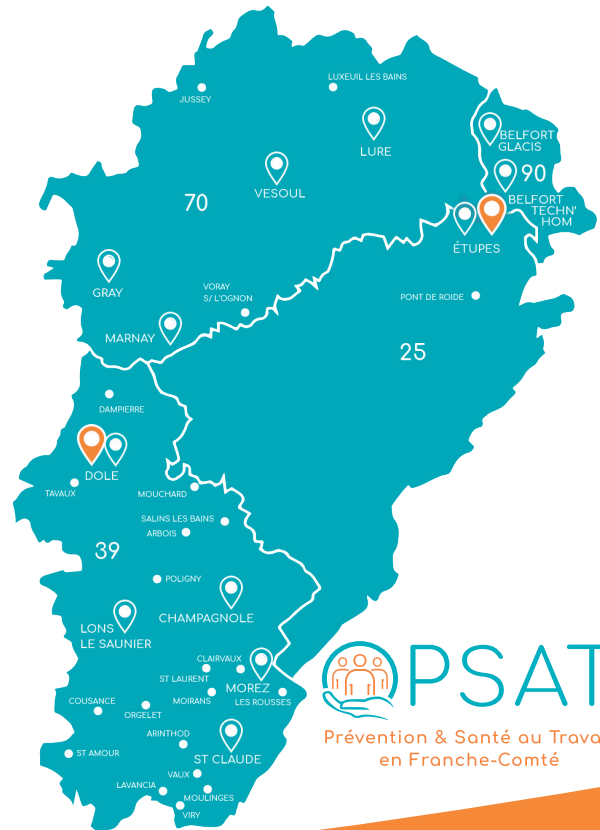 LUXEUIL LES BAINS
JUSSEY
BELFORT
GLACIS
LURE
VESOUL
90
70
BELFORT
TECHN'
HOM
ÉTUPES
GRAY
VORAY
S/ L'OGNON
PONT DE ROIDE
MARNAY
25
DAMPIERRE
DOLE
TAVAUX
MOUCHARD
SALINS LES BAINS
ARBOIS
39
POLIGNY
CHAMPAGNOLE
LONS
LE SAUNIER
CLAIRVAUX
ST LAURENT
MOREZ
MOIRANS
LES ROUSSES
COUSANCE
ORGELET
ARINTHOD
ST AMOUR
ST CLAUDE
VAUX
LAVANCIA
MOULINGES
VIRY
PSAT
Prévention & Santé au Trava
en Franche-Comté